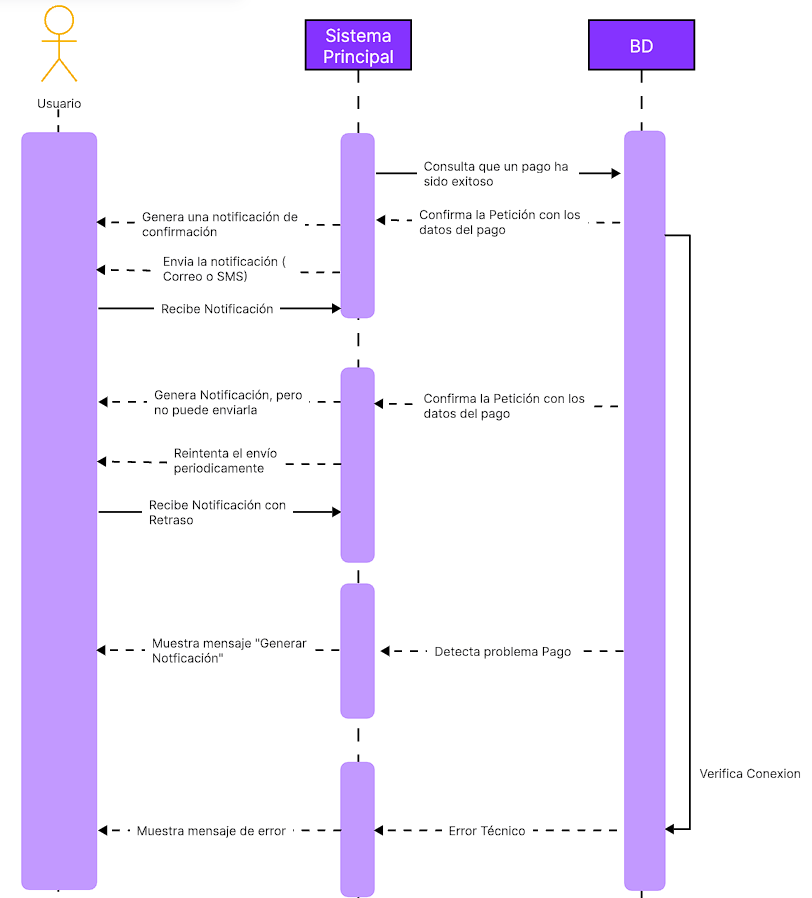 Sistema
Principal
BD
Usuario
Consulta que un pago ha
sido exitoso
Genera una notificación de
confirmación
Confirma la Petición con los
datos del pago
Envia la notificación (
Correo o SMS)
Recibe Notificación
Genera Notificación, pero
no puede enviarla
Confirma la Petición con los
datos del pago
Reintenta el envío
periodicamente
Recibe Notificación con
Retraso
Muestra mensaje "Generar
Notficación"
Detecta problema Pago
Verifica Conexion
Muestra mensaje de error
Error Técnico